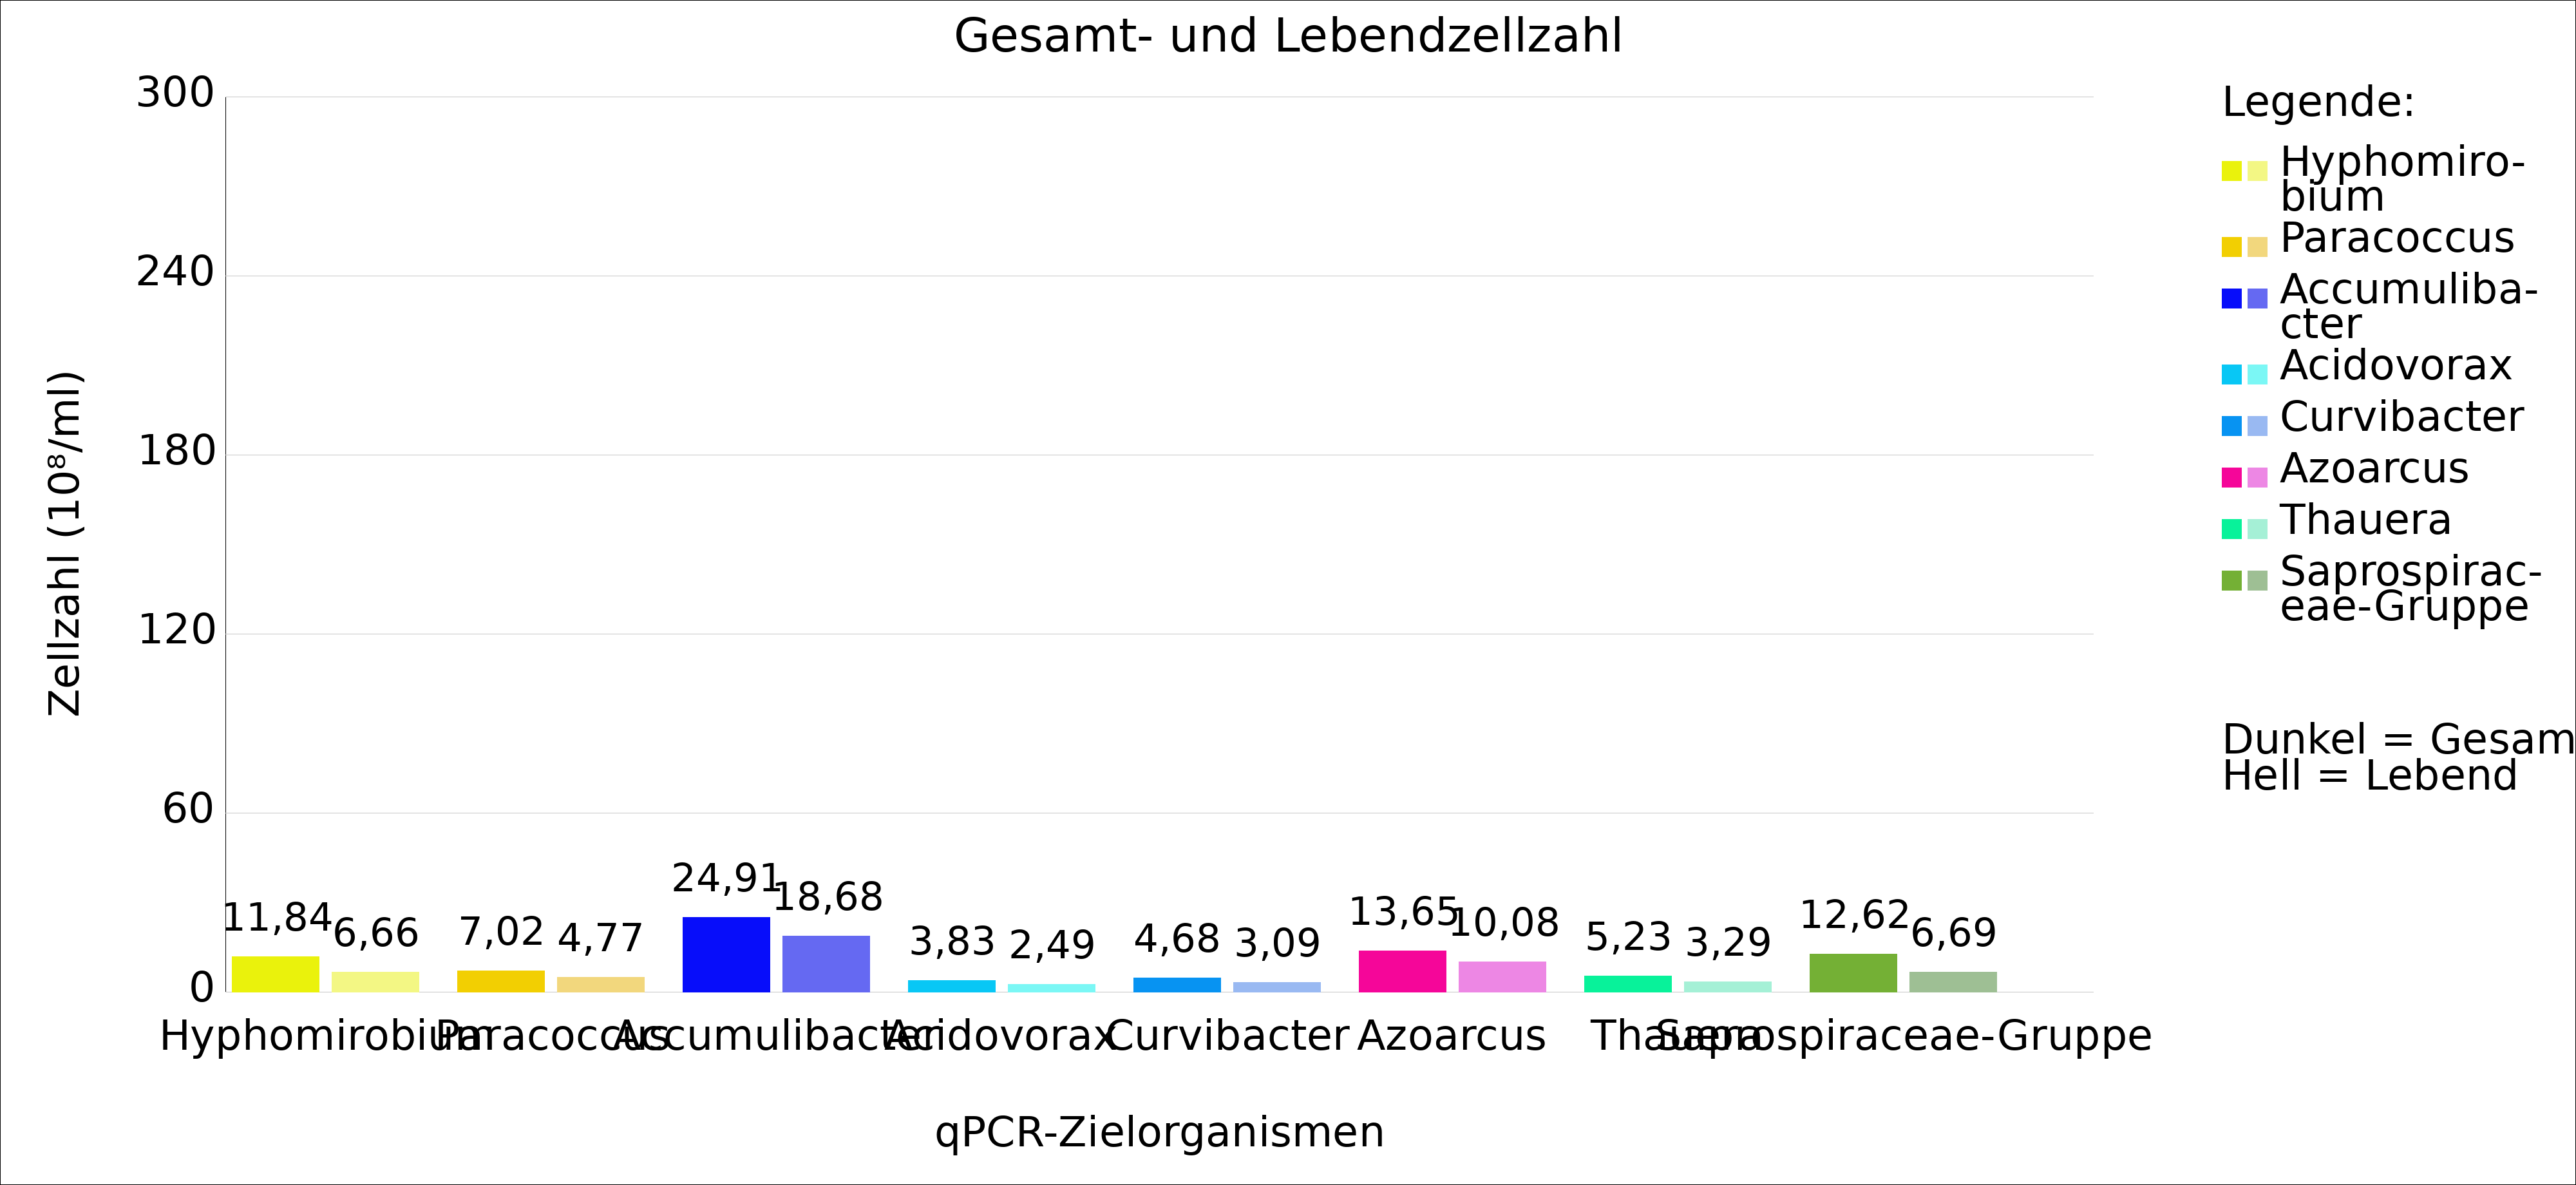 Gesamt- und Lebendzellzahl
300
240
180
120
60
0
Zellzahl (10⁸/ml)
11,84
6,66
7,02
4,77
24,91
18,68
3,83
2,49
4,68
3,09
13,65
10,08
5,23
3,29
12,62
6,69
Hyphomirobium
Paracoccus
Accumulibacter
Acidovorax
Curvibacter
Azoarcus
Thauera
Saprospiraceae-Gruppe
qPCR-Zielorganismen
Legende:
Hyphomiro-
bium
Paracoccus
Accumuliba-
cter
Acidovorax
Curvibacter
Azoarcus
Thauera
Saprospirac-
eae-Gruppe
Dunkel = Gesam
Hell = Lebend